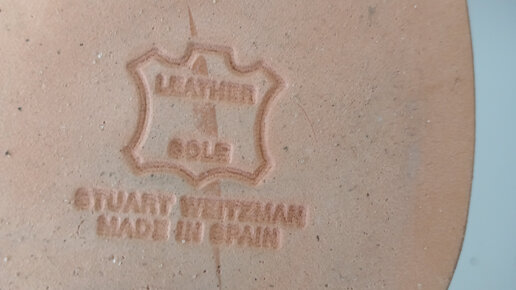 LEATHER
SOLE
STUART WEITZMAN
MADE IN SPAIN